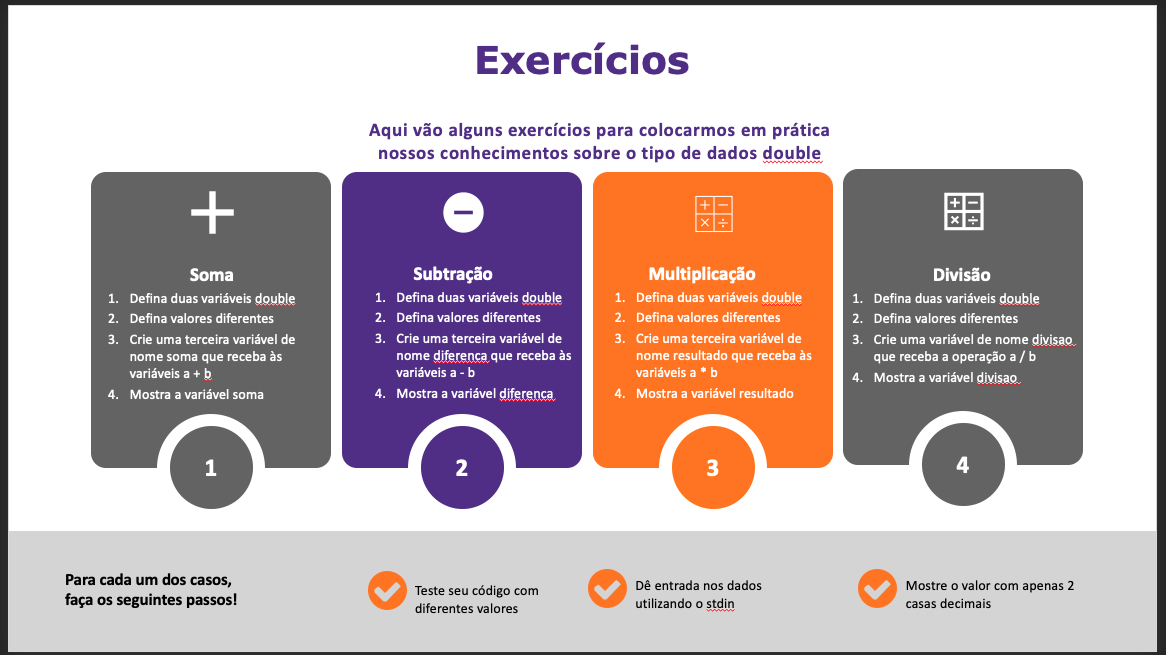 Exercícios
Aqui vão alguns exercícios para colocarmos em prática
nossos conhecimentos sobre o tipo de dados double
Soma
1. Defina duas variáveis double
2. Defina valores diferentes
3. Crie uma terceira variável de
nome soma que receba às
variáveis a + b
4. Mostra a variável soma
1
Subtração
1. Defina duas variáveis double
2. Defina valores diferentes
3. Crie uma terceira variável de
nome diferenca que receba às
variáveis a - b
4. Mostra a variável diferenca
2
Multiplicação
1. Defina duas variáveis double
2. Defina valores diferentes
3. Crie uma terceira variável de
nome resultado que receba às
variáveis a * b
4. Mostra a variável resultado
3
Divisão
1. Defina duas variáveis double
2. Defina valores diferentes
3. Crie uma variável de nome divisao
que receba a operação a / b
4. Mostra a variável divisao
4
Para cada um dos casos,
faça os seguintes passos!
Teste seu código com
diferentes valores
Dê entrada nos dados
utilizando o stdin
Mostre o valor com apenas 2
casas decimais